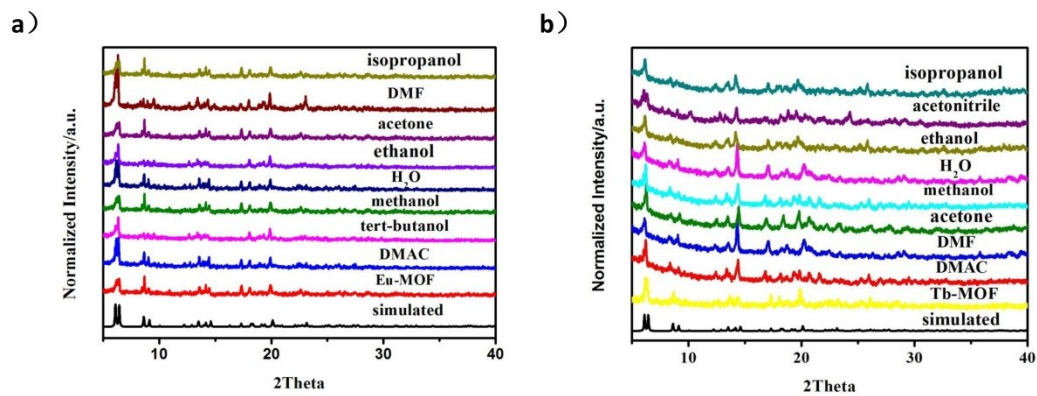 a）
isopropanol
DMF
acetone
ethanol
H₂O
methanol
tert-butanol
DMAC
Eu-MOF
simulated
Normalized Intensity/a.u.
10 20 30 40
2Theta
b）
isopropanol
acetonitrile
ethanol
H₂O
methanol
acetone
DMF
DMAC
Tb-MOF
simulated
Normalized Intensity/a.u.
10 20 30 40
2Theta